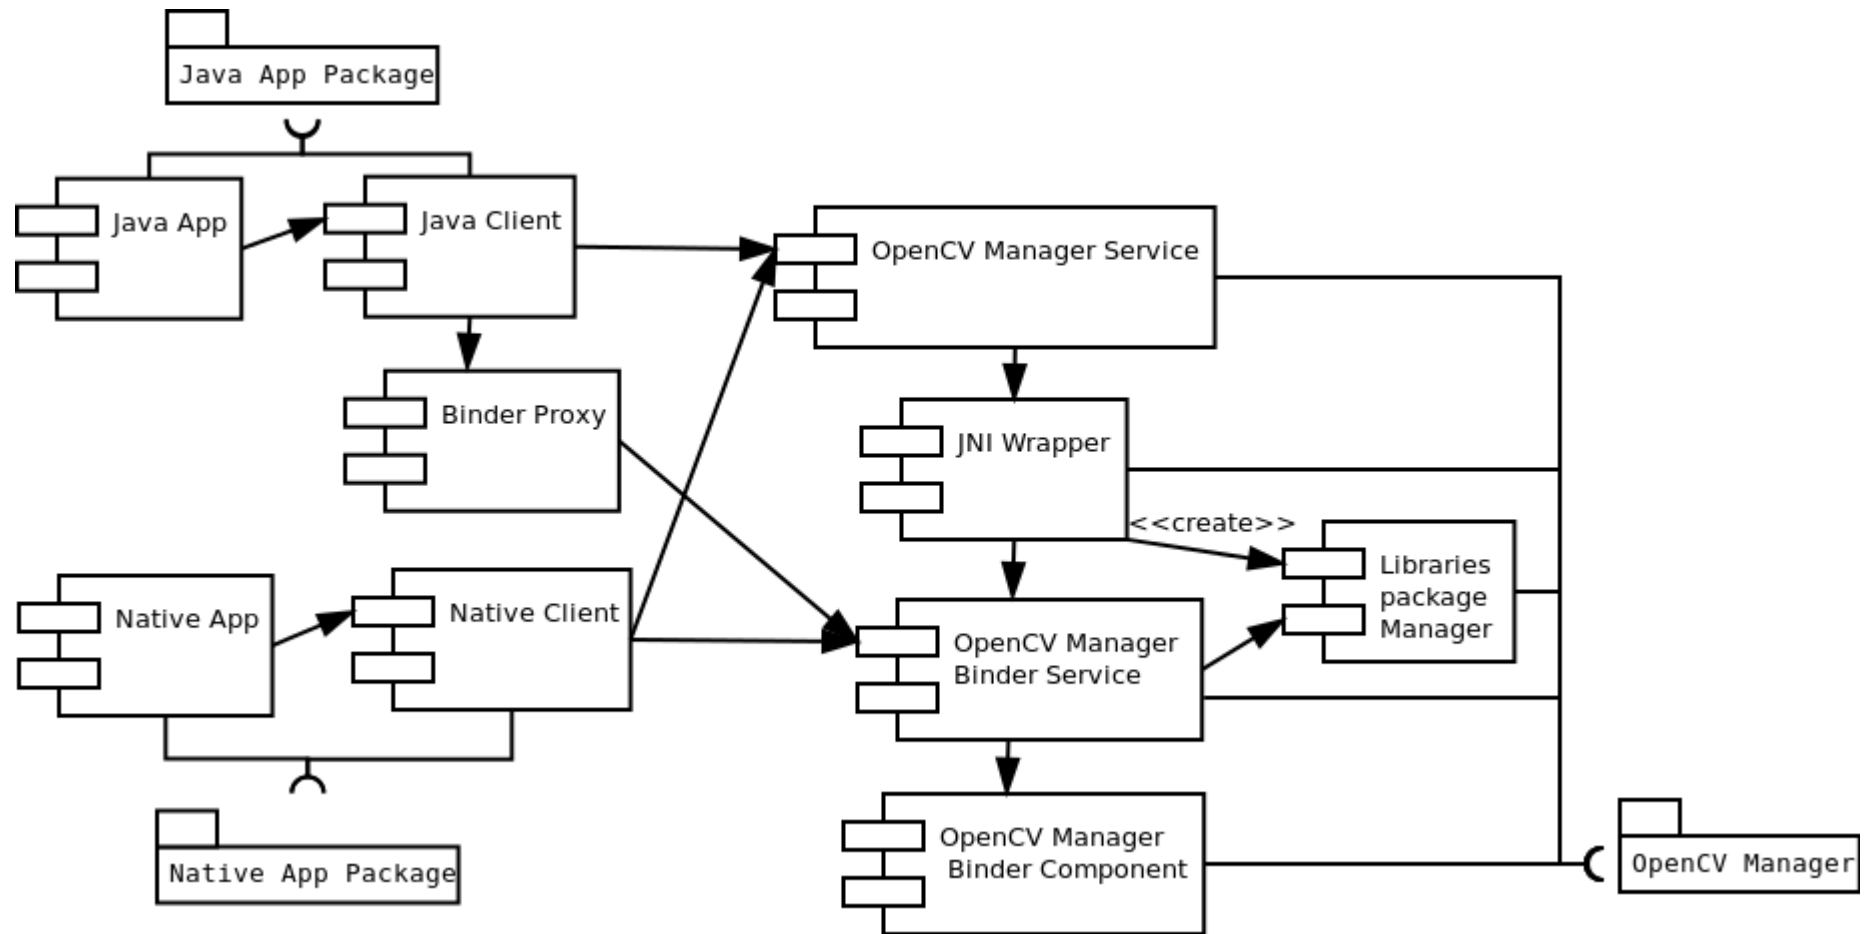 Java App Package
Java App
Java Client
OpenCV Manager Service
Binder Proxy
JNI Wrapper
<<create>>
Libraries
package
Manager
Native App
Native Client
OpenCV Manager
Binder Service
OpenCV Manager
Binder Component
Native App Package
OpenCV Manager